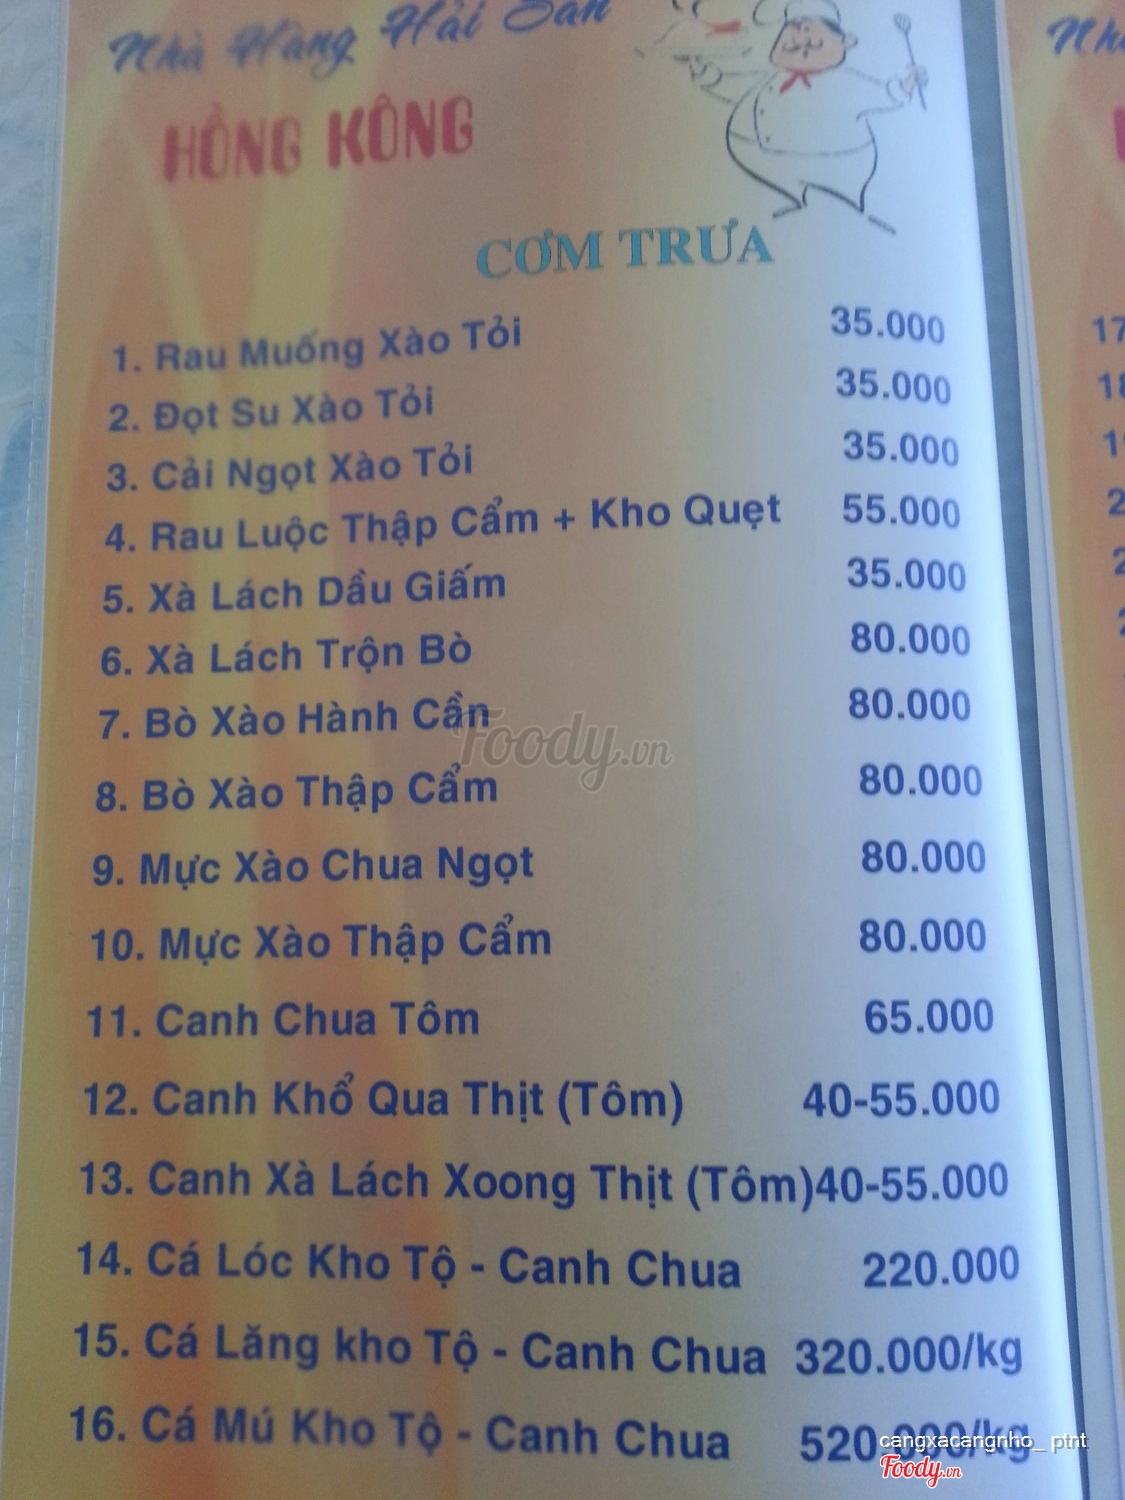 Nhà Hàng Hải Sản
HỒNG KÔNG
CƠM TRƯA
1. Rau Muống Xào Tỏi 35.000
2. Đọt Su Xào Tỏi 35.000
3. Cải Ngọt Xào Tỏi 35.000
4. Rau Luộc Thập Cẩm + Kho Quẹt 55.000
5. Xà Lách Dầu Giấm 35.000
6. Xà Lách Trộn Bò 80.000
7. Bò Xào Hành Cần 80.000
8. Bò Xào Thập Cẩm 80.000
9. Mực Xào Chua Ngọt 80.000
10. Mực Xào Thập Cẩm 80.000
11. Canh Chua Tôm 65.000
12. Canh Khổ Qua Thịt (Tôm) 40-55.000
13. Canh Xà Lách Xoong Thịt (Tôm)40-55.000
14. Cá Lóc Kho Tộ - Canh Chua 220.000
15. Cá Lăng kho Tộ - Canh Chua 320.000/kg
16. Cá Mú Kho Tộ - Canh Chua 520.000/kg
Foody.vn
cangxacangnho_ ptnt
Foody.vn
17